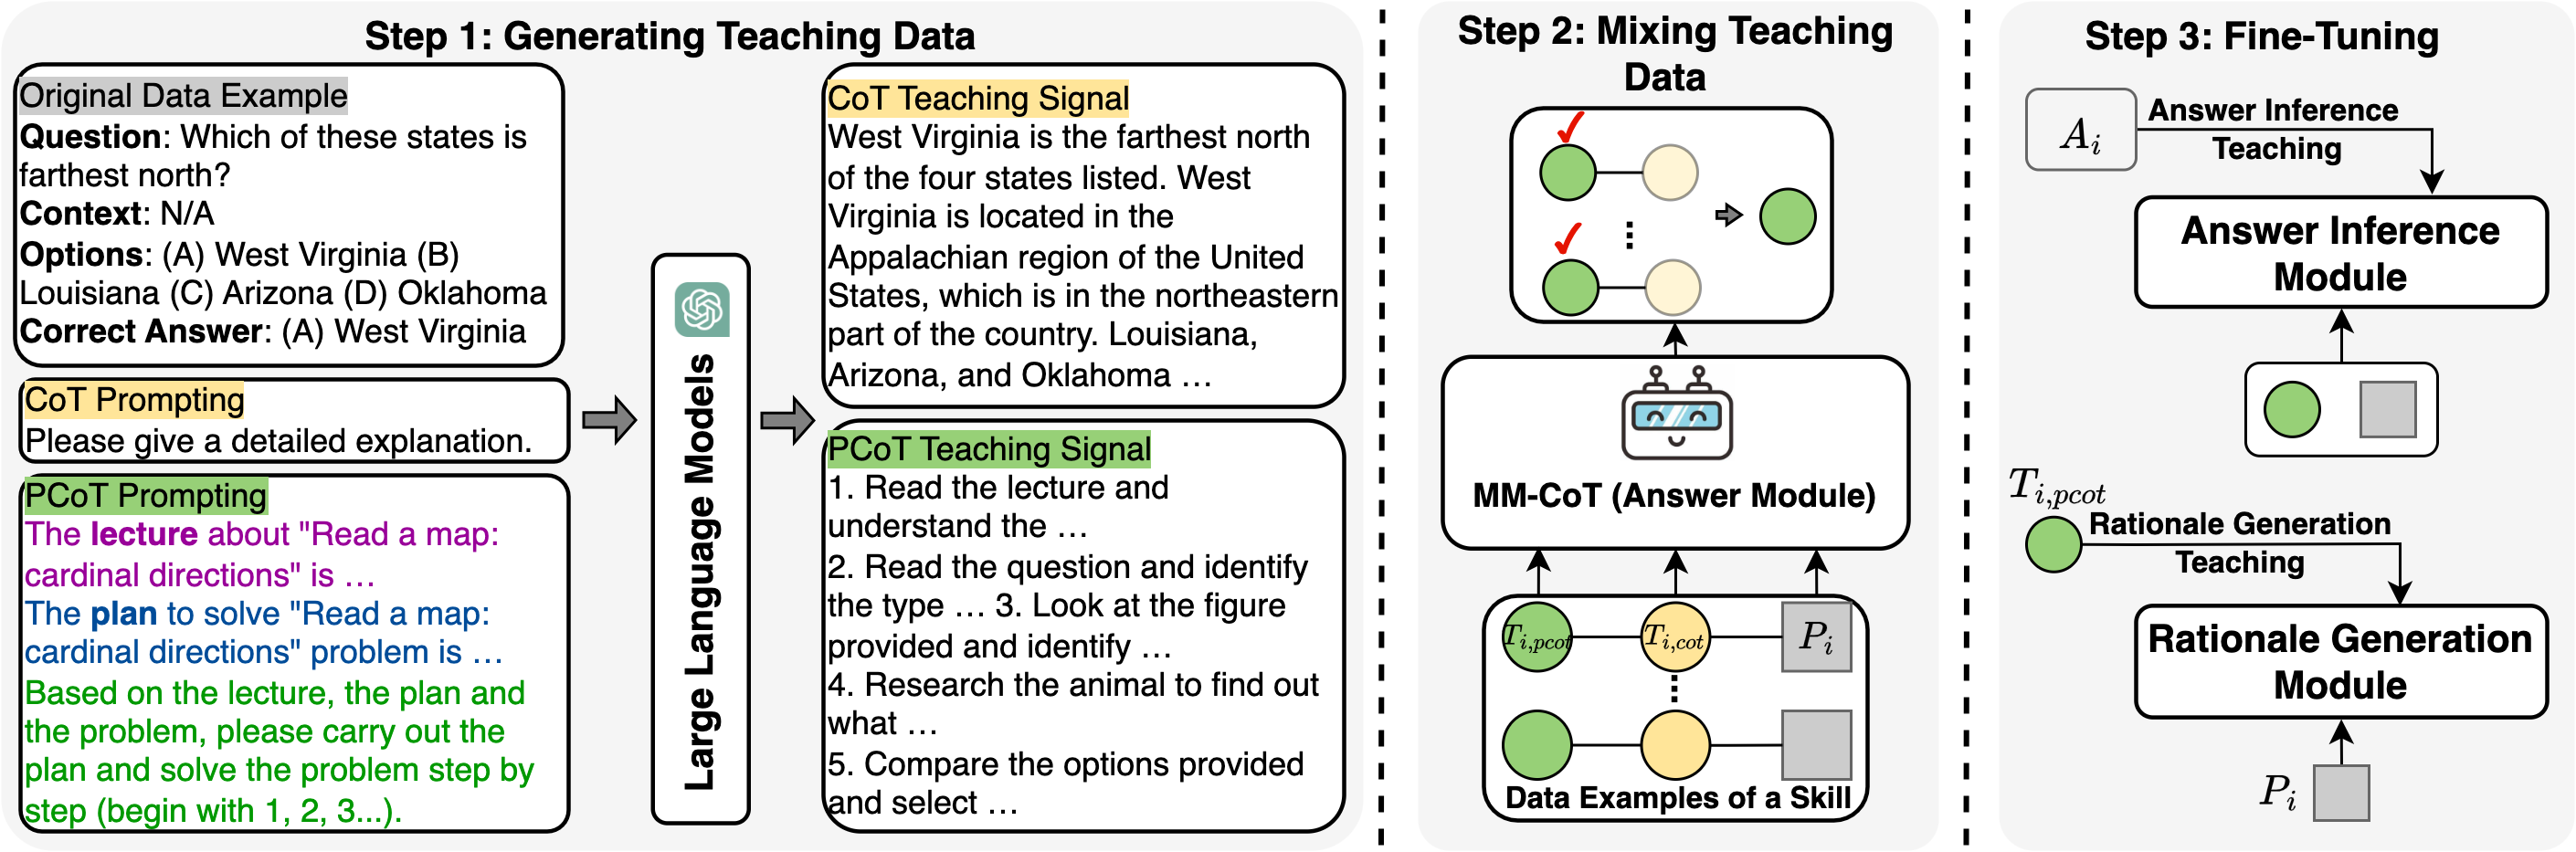 Step 1: Generating Teaching Data
Original Data Example
Question: Which of these states is
farthest north?
Context: N/A
Options: (A) West Virginia (B)
Louisiana (C) Arizona (D) Oklahoma
Correct Answer: (A) West Virginia
CoT Prompting
Please give a detailed explanation.
PCoT Prompting
The lecture about "Read a map:
cardinal directions" is …
The plan to solve "Read a map:
cardinal directions" problem is …
Based on the lecture, the plan and
the problem, please carry out the
plan and solve the problem step by
step (begin with 1, 2, 3...).
Large Language Models
CoT Teaching Signal
West Virginia is the farthest north
of the four states listed. West
Virginia is located in the
Appalachian region of the United
States, which is in the northeastern
part of the country. Louisiana,
Arizona, and Oklahoma …
PCoT Teaching Signal
1. Read the lecture and
understand the …
2. Read the question and identify
the type … 3. Look at the figure
provided and identify …
4. Research the animal to find out
what …
5. Compare the options provided
and select …
Step 2: Mixing Teaching
Data
MM-CoT (Answer Module)
T_{i,pcot} T_{i,cot} P_i
Data Examples of a Skill
Step 3: Fine-Tuning
A_i
Answer Inference
Teaching
Answer Inference
Module
T_{i,pcot}
Rationale Generation
Teaching
Rationale Generation
Module
P_i